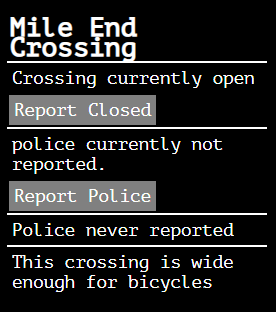 Mile End
Crossing
Crossing currently open
Report Closed
police currently not
reported.
Report Police
Police never reported
This crossing is wide
enough for bicycles